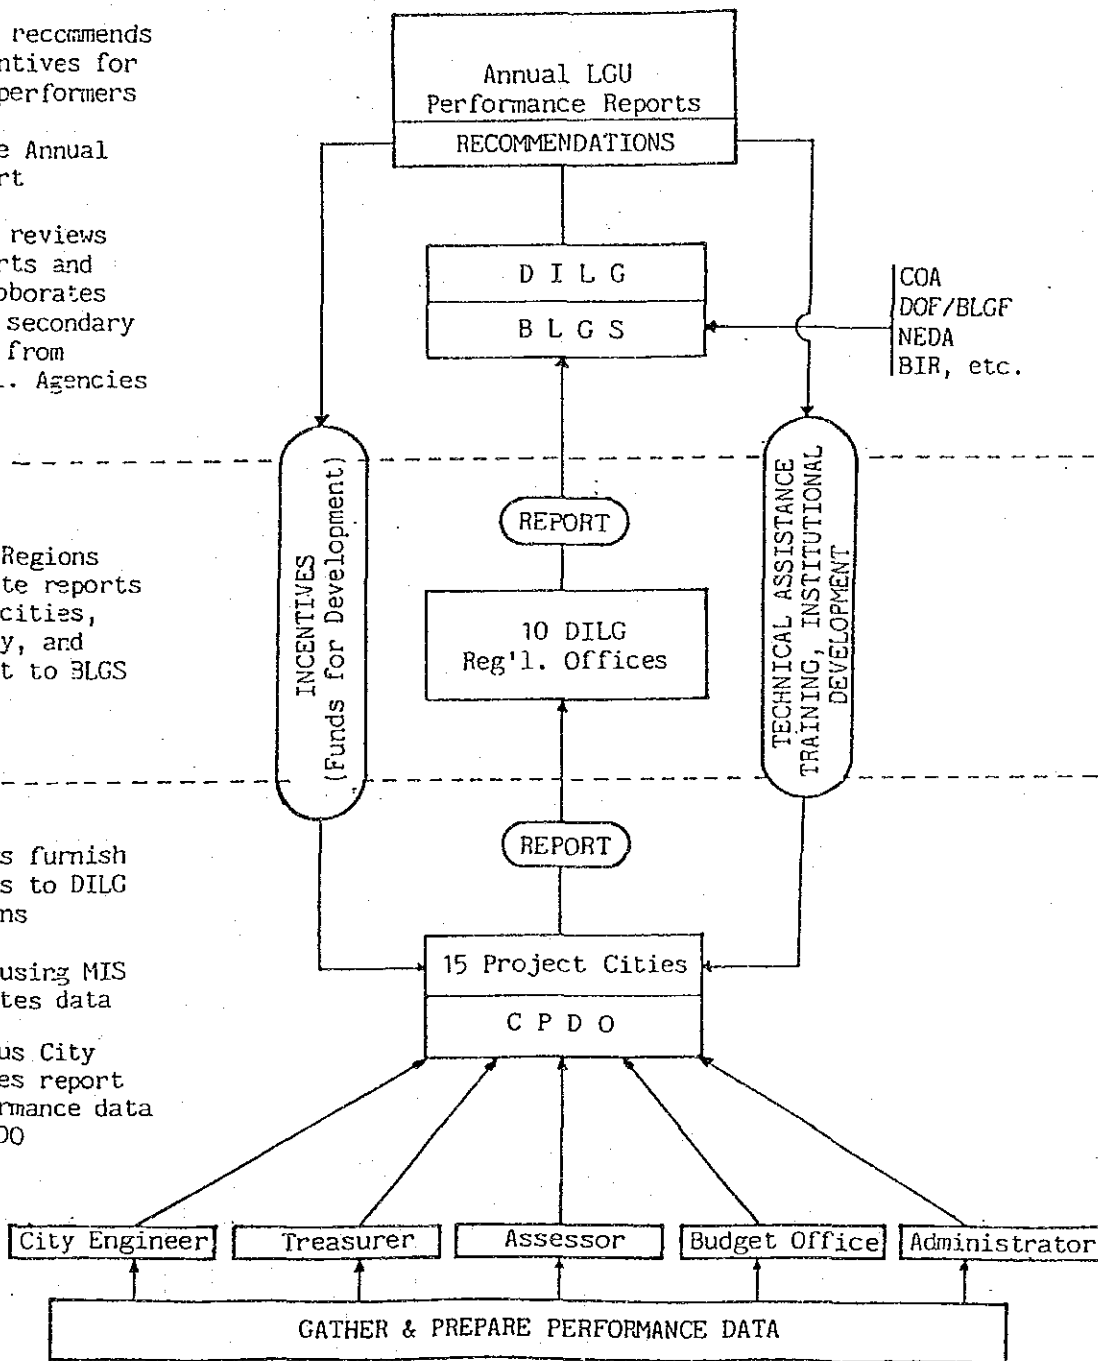 recommends
ntives for
performers
e Annual
rt
reviews
rts and
oborates
secondary
from
l. Agencies
Annual LGU
Performance Reports
RECOMMENDATIONS
D I L G
B L G S
COA
DOF/BLGF
NEDA
BIR, etc.
INCENTIVES
(Funds for Development)
TECHNICAL ASSISTANCE
TRAINING, INSTITUTIONAL
DEVELOPMENT
REPORT
Regions
te reports
cities,
y, and
t to BLGS
10 DILG
Reg'l. Offices
REPORT
s furnish
s to DILG
ns
using MIS
tes data
us City
es report
rmance data
DO
15 Project Cities
C P D O
City Engineer
Treasurer
Assessor
Budget Office
Administrator
GATHER & PREPARE PERFORMANCE DATA